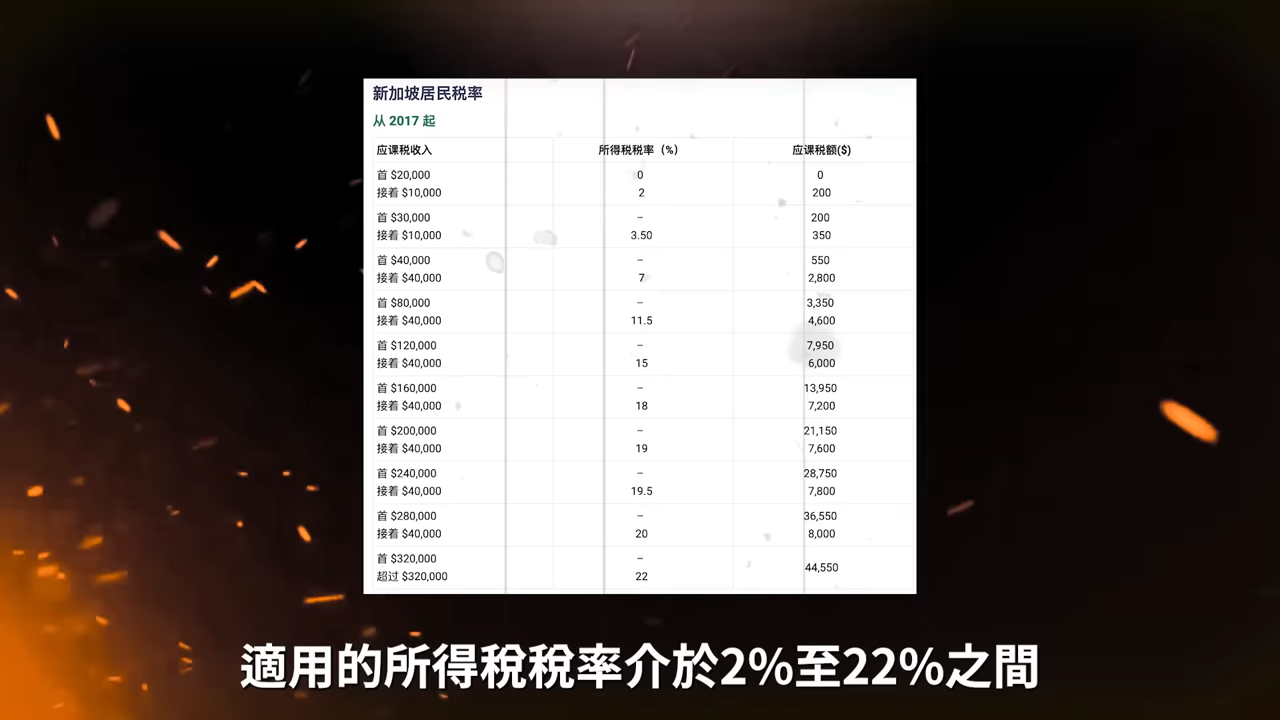 新加坡居民税率
从 2017 起
应课税收入 所得税税率（%） 应课税额($)
首 $20,000 0 0
接着 $10,000 2 200
首 $30,000 – 200
接着 $10,000 3.50 350
首 $40,000 – 550
接着 $40,000 7 2,800
首 $80,000 – 3,350
接着 $40,000 11.5 4,600
首 $120,000 – 7,950
接着 $40,000 15 6,000
首 $160,000 – 13,950
接着 $40,000 18 7,200
首 $200,000 – 21,150
接着 $40,000 19 7,600
首 $240,000 – 28,750
接着 $40,000 19.5 7,800
首 $280,000 – 36,550
接着 $40,000 20 8,000
首 $320,000 – 44,550
超过 $320,000 22
適用的所得稅稅率介於2%至22%之間